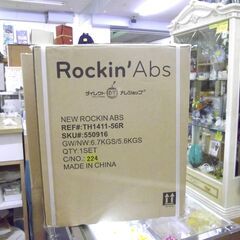 Rockin'Abs
ダイレクト DT テレショップ
NEW ROCKIN ABS
REF#:TH1411-56R
SKU#:550916
GW/NW:6.7KGS/5.6KGS
QTY:1SET
C/NO.: 224
MADE IN CHINA